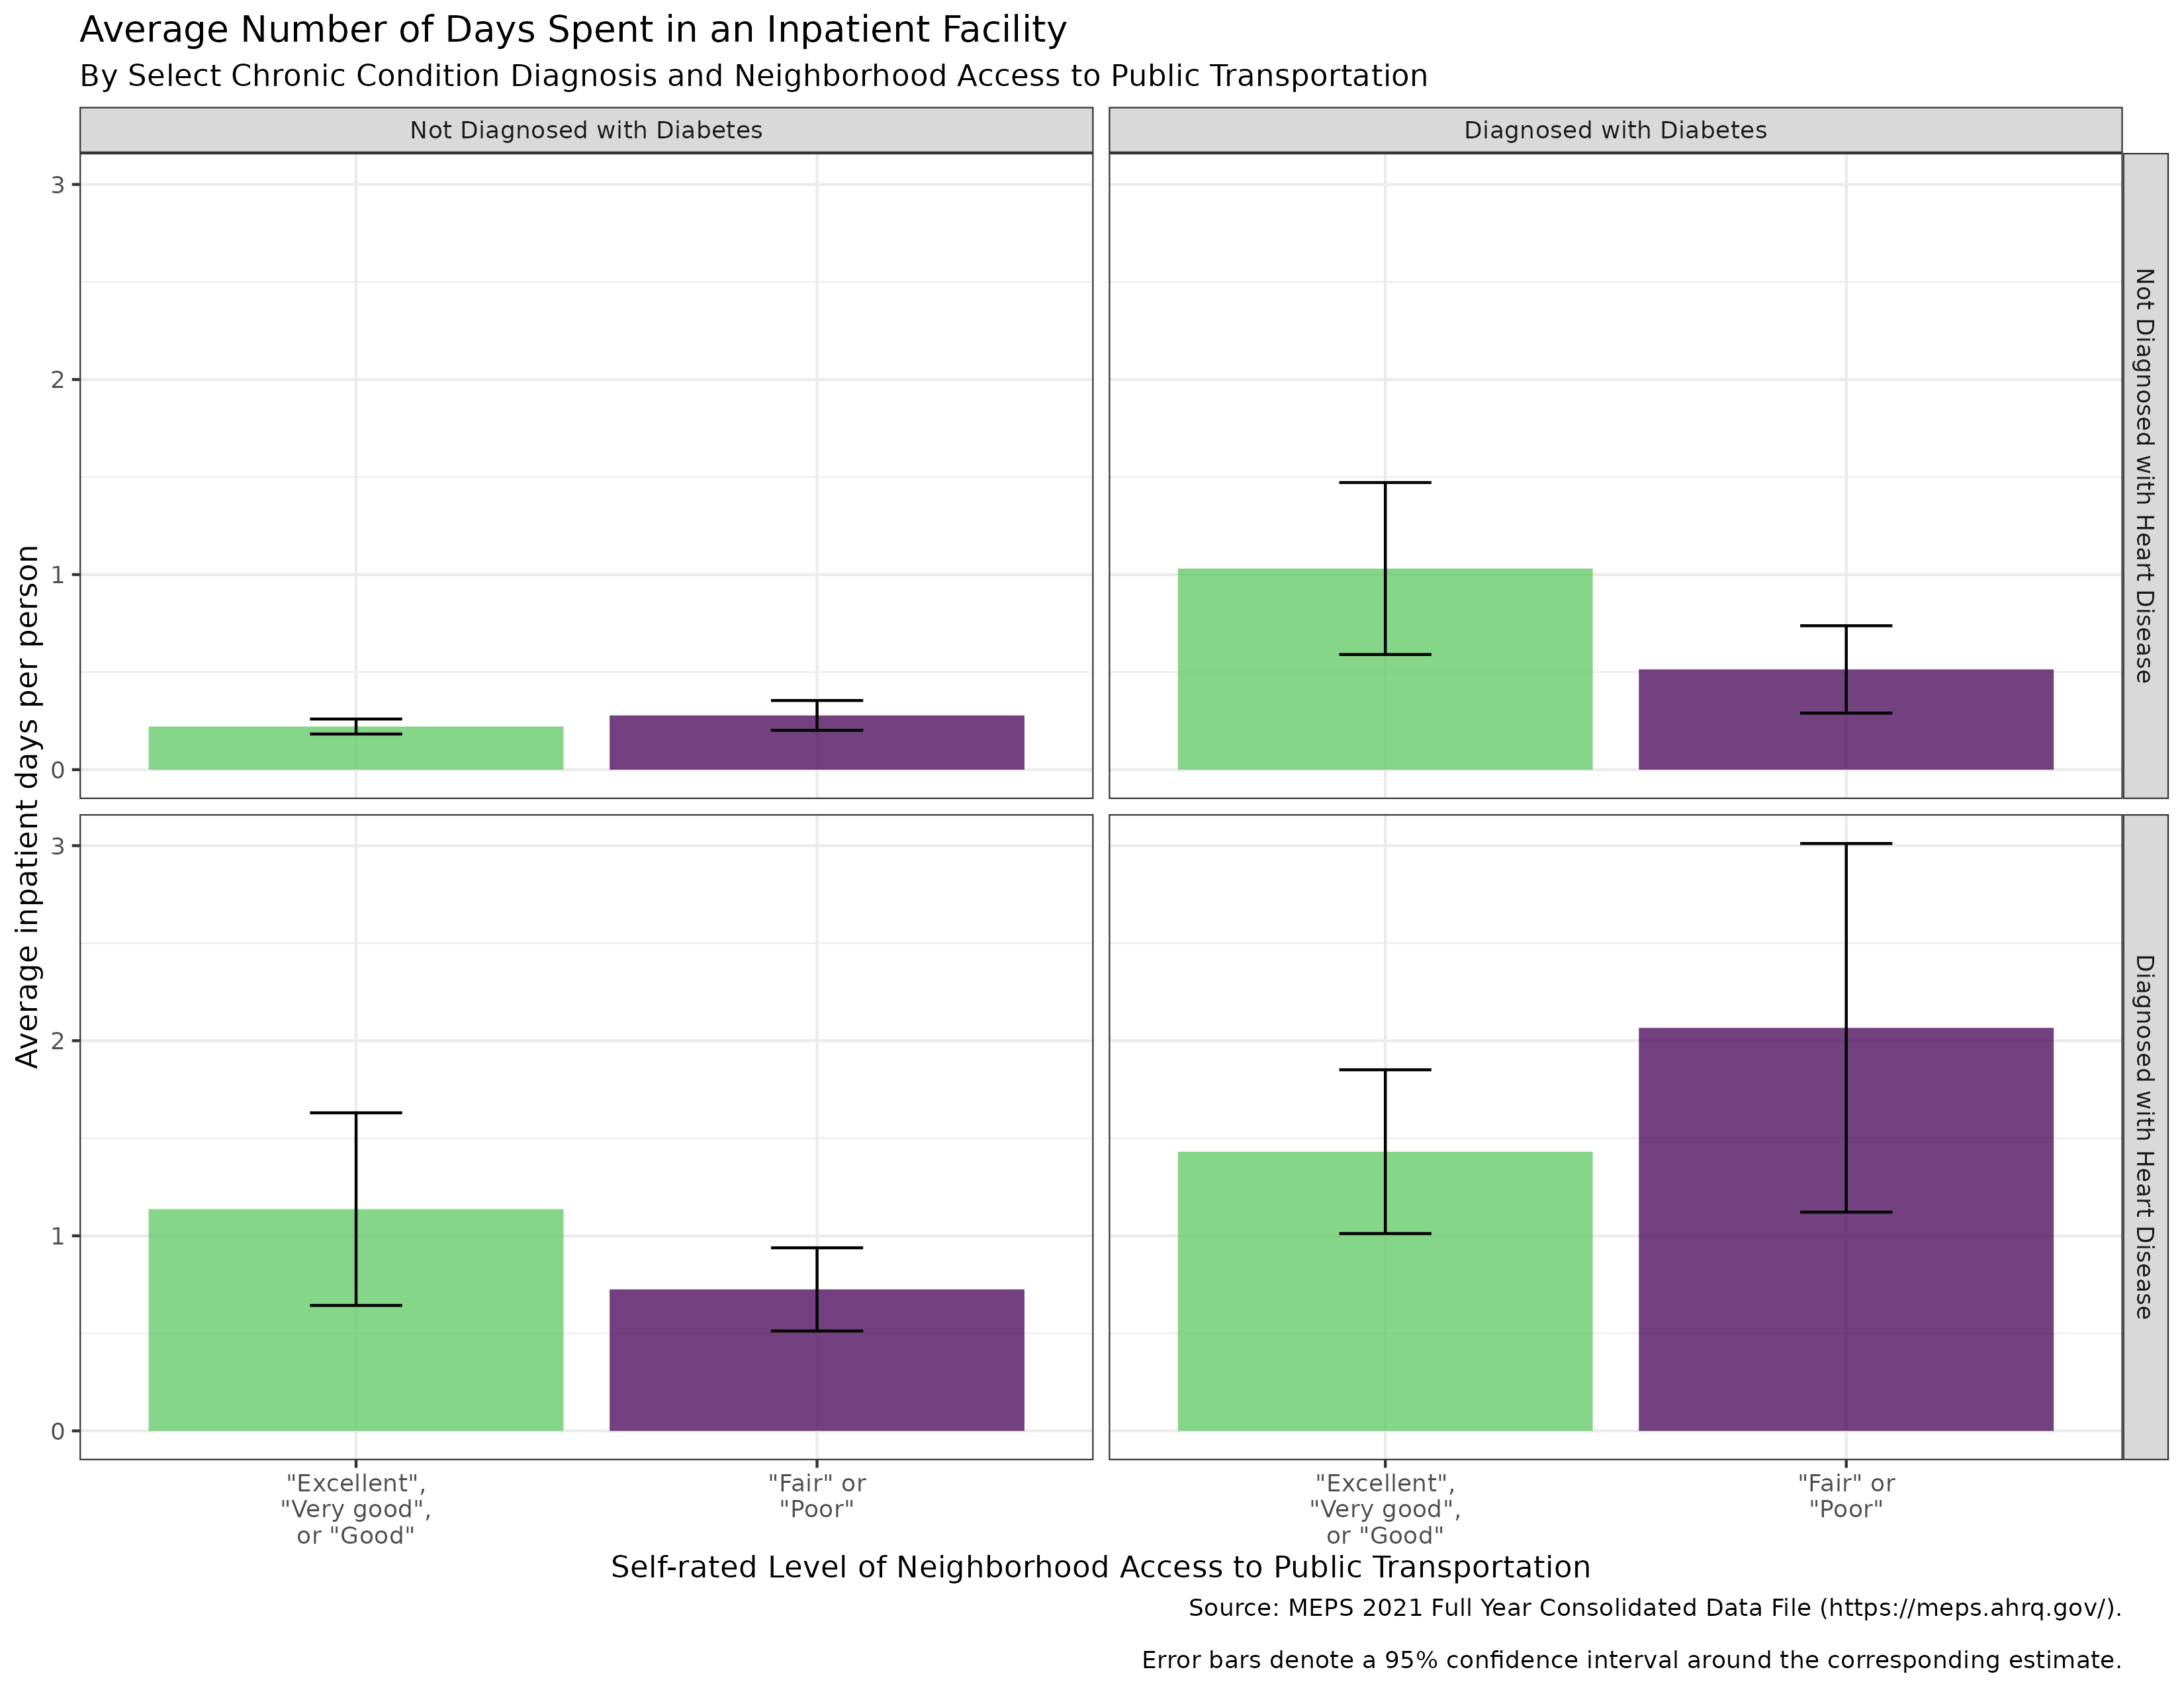 Average Number of Days Spent in an Inpatient Facility
By Select Chronic Condition Diagnosis and Neighborhood Access to Public Transportation
Not Diagnosed with Diabetes
Diagnosed with Diabetes
Not Diagnosed with Heart Disease
Diagnosed with Heart Disease
Average inpatient days per person
3
2
1
0
3
2
1
0
"Excellent",
"Very good",
or "Good"
"Fair" or
"Poor"
"Excellent",
"Very good",
or "Good"
"Fair" or
"Poor"
Self-rated Level of Neighborhood Access to Public Transportation
Source: MEPS 2021 Full Year Consolidated Data File (https://meps.ahrq.gov/).
Error bars denote a 95% confidence interval around the corresponding estimate.